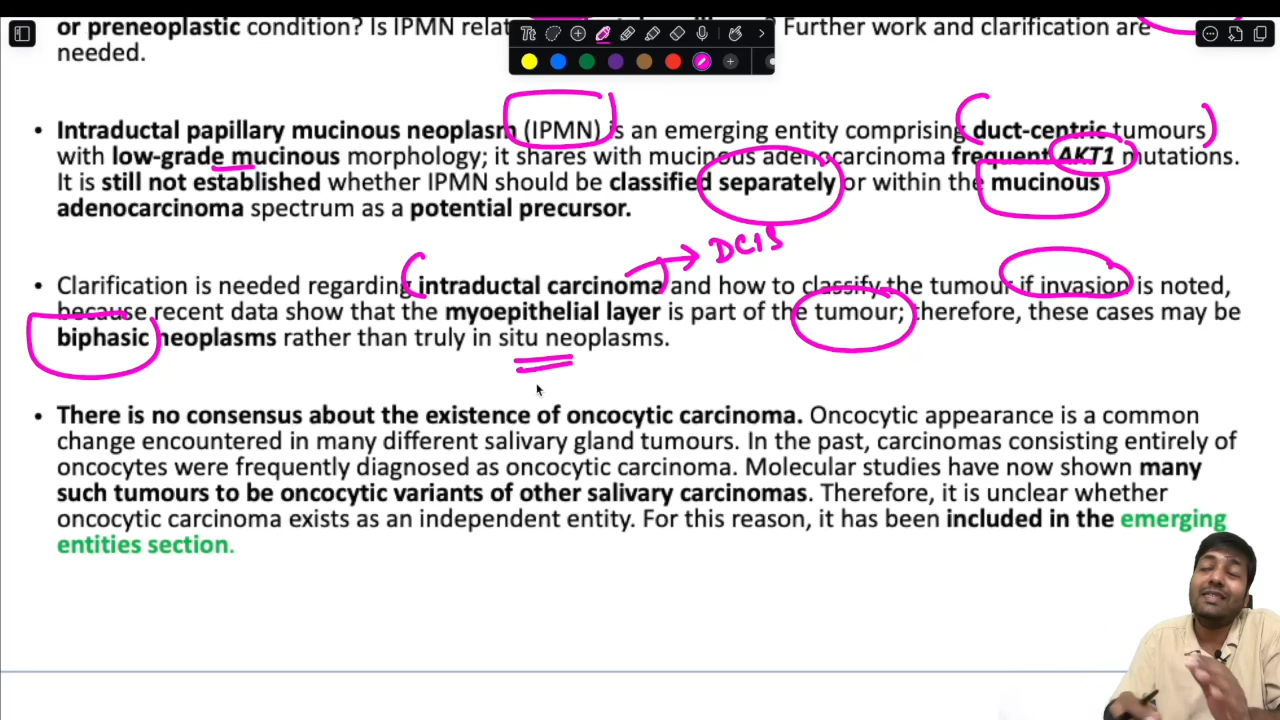 or preneoplastic condition? Is IPMN Further work and clarification are
needed.
• Intraductal papillary mucinous neoplasm (IPMN) is an emerging entity comprising duct-centric tumours
with low-grade mucinous morphology; it shares with mucinous adenocarcinoma frequent AKT1 mutations.
It is still not established whether IPMN should be classified separately or within the mucinous
adenocarcinoma spectrum as a potential precursor.
DCIS
• Clarification is needed regarding intraductal carcinoma and how to classify the tumour if invasion is noted,
because recent data show that the myoepithelial layer is part of the tumour; therefore, these cases may be
biphasic neoplasms rather than truly in situ neoplasms.
• There is no consensus about the existence of oncocytic carcinoma. Oncocytic appearance is a common
change encountered in many different salivary gland tumours. In the past, carcinomas consisting entirely of
oncocytes were frequently diagnosed as oncocytic carcinoma. Molecular studies have now shown many
such tumours to be oncocytic variants of other salivary carcinomas. Therefore, it is unclear whether
oncocytic carcinoma exists as an independent entity. For this reason, it has been included in the emerging
entities section.